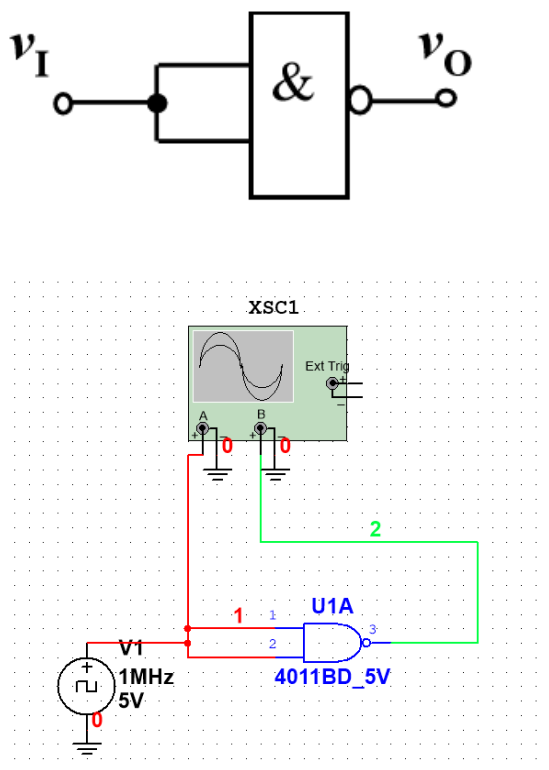 vI
vO
&
XSC1
Ext Trig
+
−
A
B
+
−
+
−
0
0
2
U1A
1
1
3
2
V1
+
1MHz
5V
4011BD_5V
0